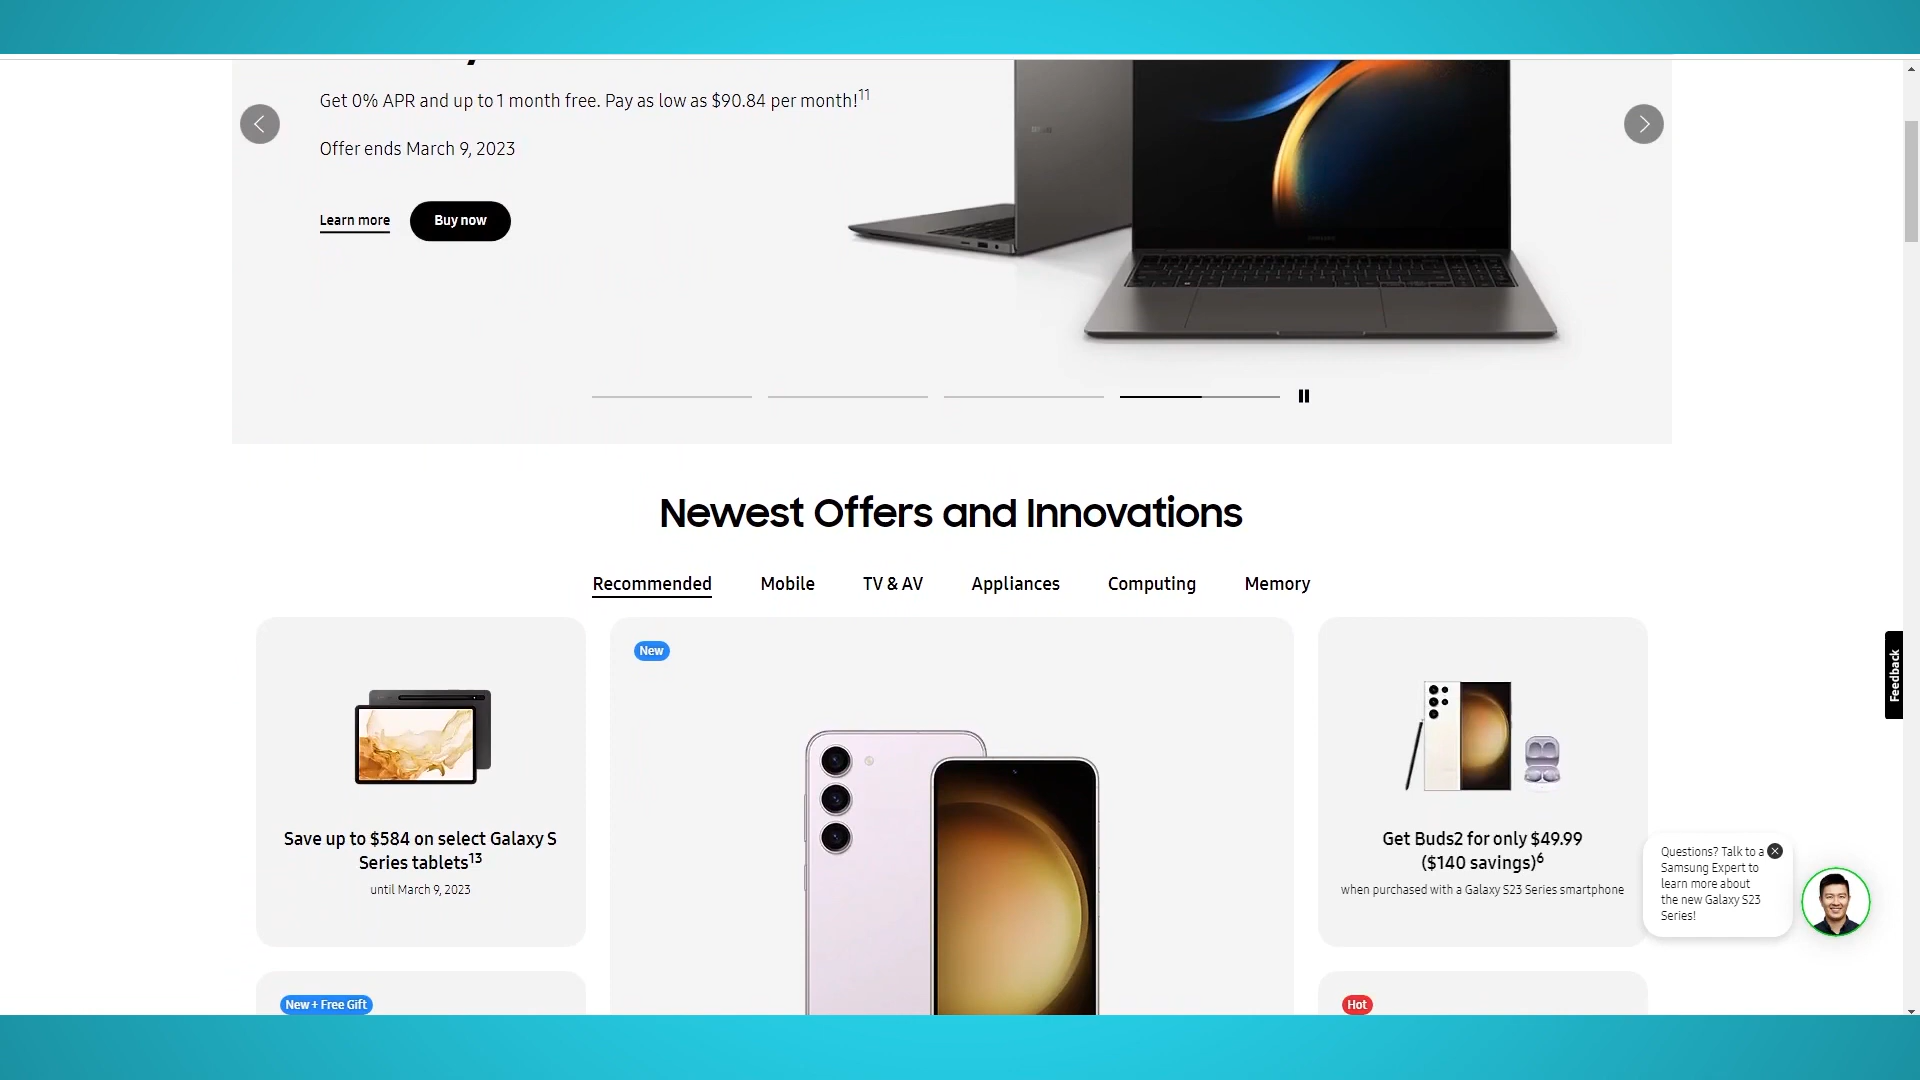 Get 0% APR and up to 1 month free. Pay as low as $90.84 per month!11
Offer ends March 9, 2023
Learn more
Buy now
Newest Offers and Innovations
Recommended
Mobile
TV & AV
Appliances
Computing
Memory
New
Save up to $584 on select Galaxy S
Series tablets13
until March 9, 2023
Get Buds2 for only $49.99
($140 savings)6
when purchased with a Galaxy S23 Series smartphone
Feedback
Questions? Talk to a
Samsung Expert to
learn more about
the new Galaxy S23
Series!
New + Free Gift
Hot